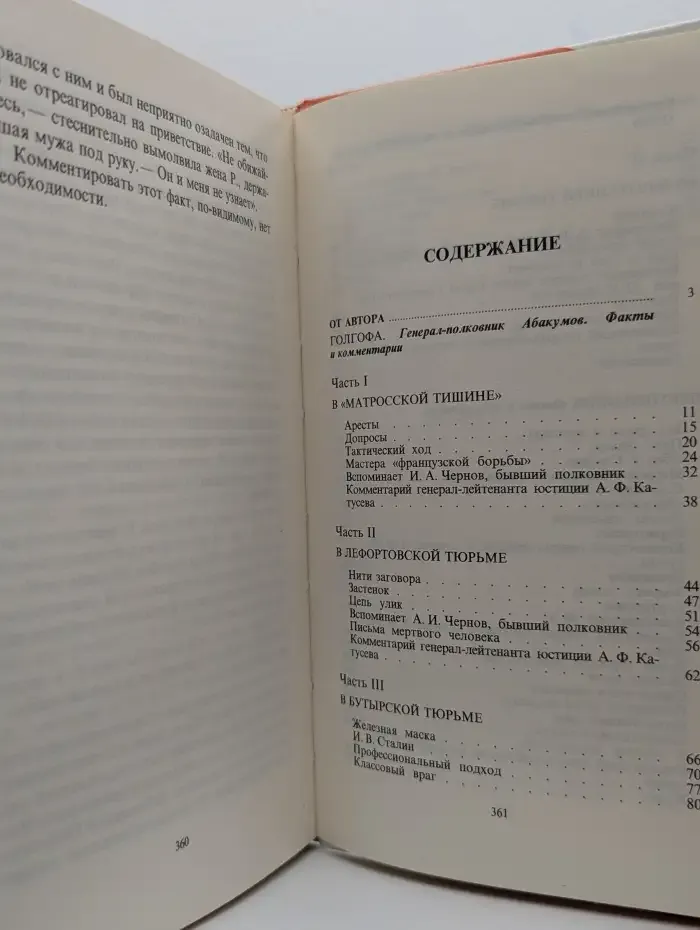 овался с ним и был неприятно озадачен тем, что
не отреагировал на приветствие. «Не обижай-
есь, — стеснительно вымолвила жена Р., держа-
шая мужа под руку. — Он и меня не узнает».
Комментировать этот факт, по-видимому, нет
еобходимости.
360
СОДЕРЖАНИЕ
ОТ АВТОРА .......... 3
ГОЛГОФА. Генерал-полковник Абакумов. Факты
и комментарии
Часть I
В «МАТРОССКОЙ ТИШИНЕ»
Аресты . . . . . 11
Допросы . . . . . 15
Тактический ход . . . . . 20
Мастера «французской борьбы» . . . . . 24
Вспоминает И. А. Чернов, бывший полковник . . 32
Комментарий генерал-лейтенанта юстиции А. Ф. Ка-
тусева . . . . . 38
Часть II
В ЛЕФОРТОВСКОЙ ТЮРЬМЕ
Нити заговора . . . . . 44
Застенок . . . . . 47
Цепь улик . . . . . 51
Вспоминает А. И. Чернов, бывший полковник . . 54
Письма мертвого человека . . . . . 56
Комментарий генерал-лейтенанта юстиции А. Ф. Ка-
тусева . . . . . 62
Часть III
В БУТЫРСКОЙ ТЮРЬМЕ
Железная маска . . . . . 66
И. В. Сталин . . . . . 70
Профессиональный подход . . . . . 77
Классовый враг . . . . . 80
361